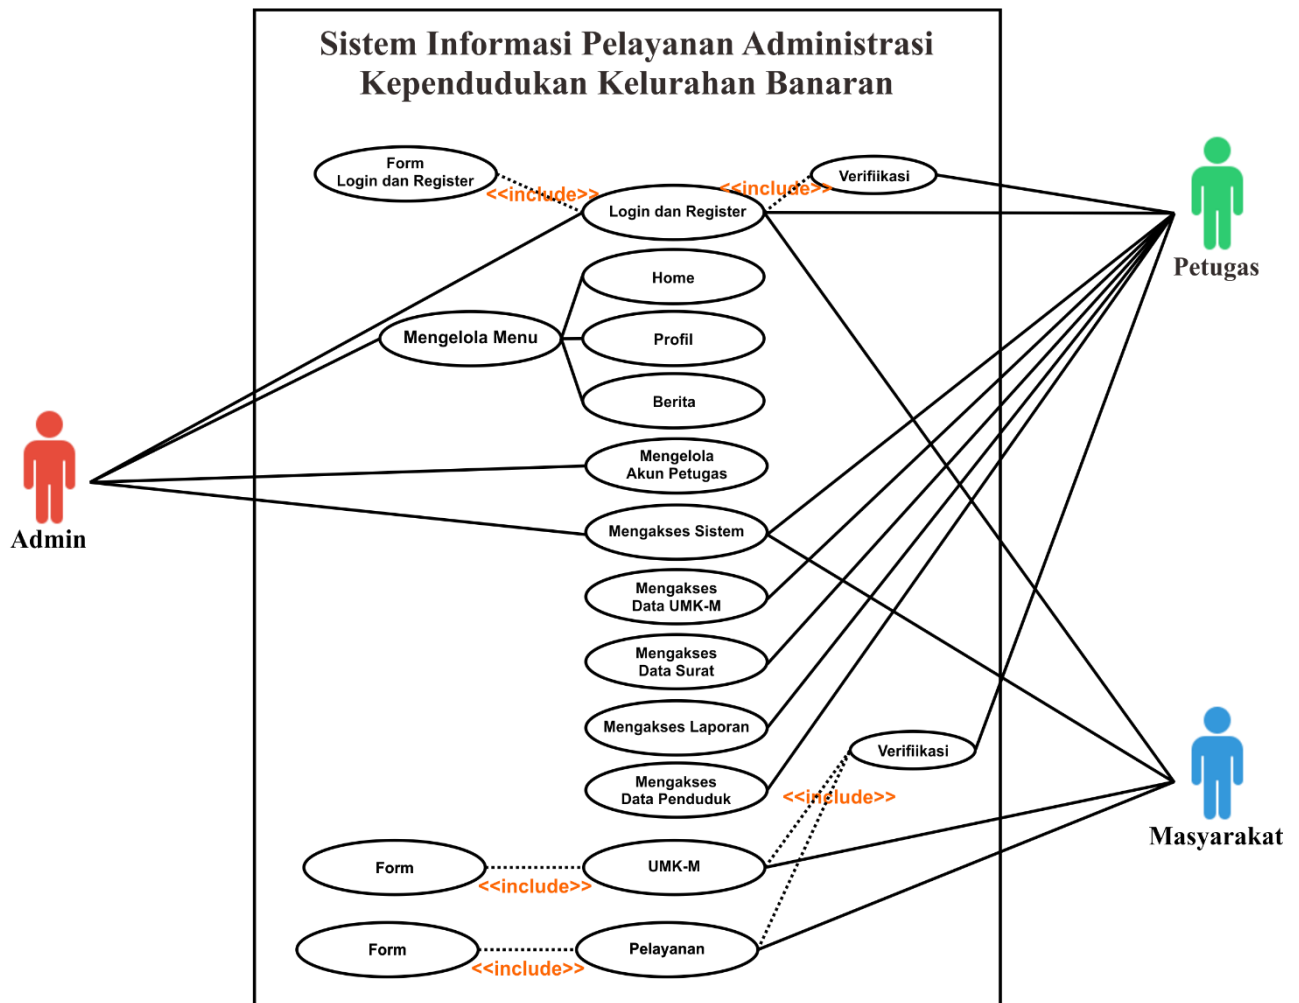 Sistem Informasi Pelayanan Administrasi
Kependudukan Kelurahan Banaran
Form
Login dan Register
<<include>>
<<include>>
Verifiikasi
Login dan Register
Petugas
Home
Mengelola Menu
Profil
Berita
Mengelola
Akun Petugas
Admin
Mengakses Sistem
Mengakses
Data UMK-M
Mengakses
Data Surat
Mengakses Laporan
Verifiikasi
Mengakses
Data Penduduk
<<include>>
Masyarakat
Form
<<include>>
UMK-M
Form
<<include>>
Pelayanan